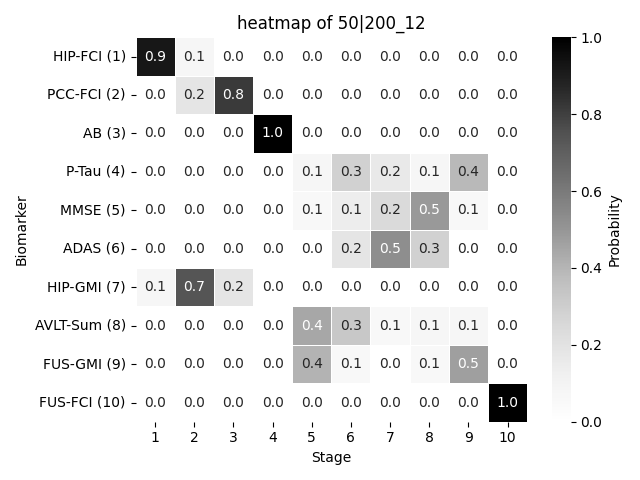 heatmap of 50|200_12
HIP-FCI (1) 0.9 0.1 0.0 0.0 0.0 0.0 0.0 0.0 0.0 0.0
PCC-FCI (2) 0.0 0.2 0.8 0.0 0.0 0.0 0.0 0.0 0.0 0.0
AB (3) 0.0 0.0 0.0 1.0 0.0 0.0 0.0 0.0 0.0 0.0
P-Tau (4) 0.0 0.0 0.0 0.0 0.1 0.3 0.2 0.1 0.4 0.0
MMSE (5) 0.0 0.0 0.0 0.0 0.1 0.1 0.2 0.5 0.1 0.0
ADAS (6) 0.0 0.0 0.0 0.0 0.0 0.2 0.5 0.3 0.0 0.0
HIP-GMI (7) 0.1 0.7 0.2 0.0 0.0 0.0 0.0 0.0 0.0 0.0
AVLT-Sum (8) 0.0 0.0 0.0 0.0 0.4 0.3 0.1 0.1 0.1 0.0
FUS-GMI (9) 0.0 0.0 0.0 0.0 0.4 0.1 0.0 0.1 0.5 0.0
FUS-FCI (10) 0.0 0.0 0.0 0.0 0.0 0.0 0.0 0.0 0.0 1.0
1 2 3 4 5 6 7 8 9 10
Stage
Biomarker
1.0
0.8
0.6
0.4
0.2
0.0
Probability